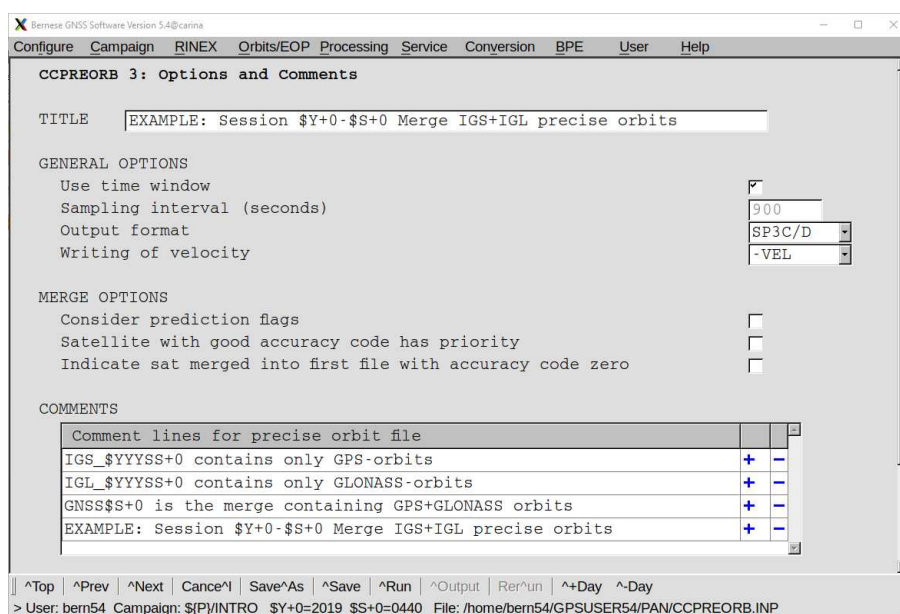 Bernese GNSS Software Version 5.4@carina
Configure Campaign RINEX Orbits/EOP Processing Service Conversion BPE User Help
CCPREORB 3: Options and Comments
TITLE EXAMPLE: Session $Y+0-$S+0 Merge IGS+IGL precise orbits
GENERAL OPTIONS
Use time window
Sampling interval (seconds) 900
Output format SP3C/D
Writing of velocity -VEL
MERGE OPTIONS
Consider prediction flags
Satellite with good accuracy code has priority
Indicate sat merged into first file with accuracy code zero
COMMENTS
Comment lines for precise orbit file
IGS_$YYYSS+0 contains only GPS-orbits + −
IGL_$YYYSS+0 contains only GLONASS-orbits + −
GNSS$S+0 is the merge containing GPS+GLONASS orbits + −
EXAMPLE: Session $Y+0-$S+0 Merge IGS+IGL precise orbits + −
^Top | ^Prev | ^Next | Cance^l | Save^As | ^Save | ^Run | ^Output | Rer^un | ^+Day ^-Day
> User: bern54 Campaign: ${P}/INTRO $Y+0=2019 $S+0=0440 File: /home/bern54/GPSUSER54/PAN/CCPREORB.INP